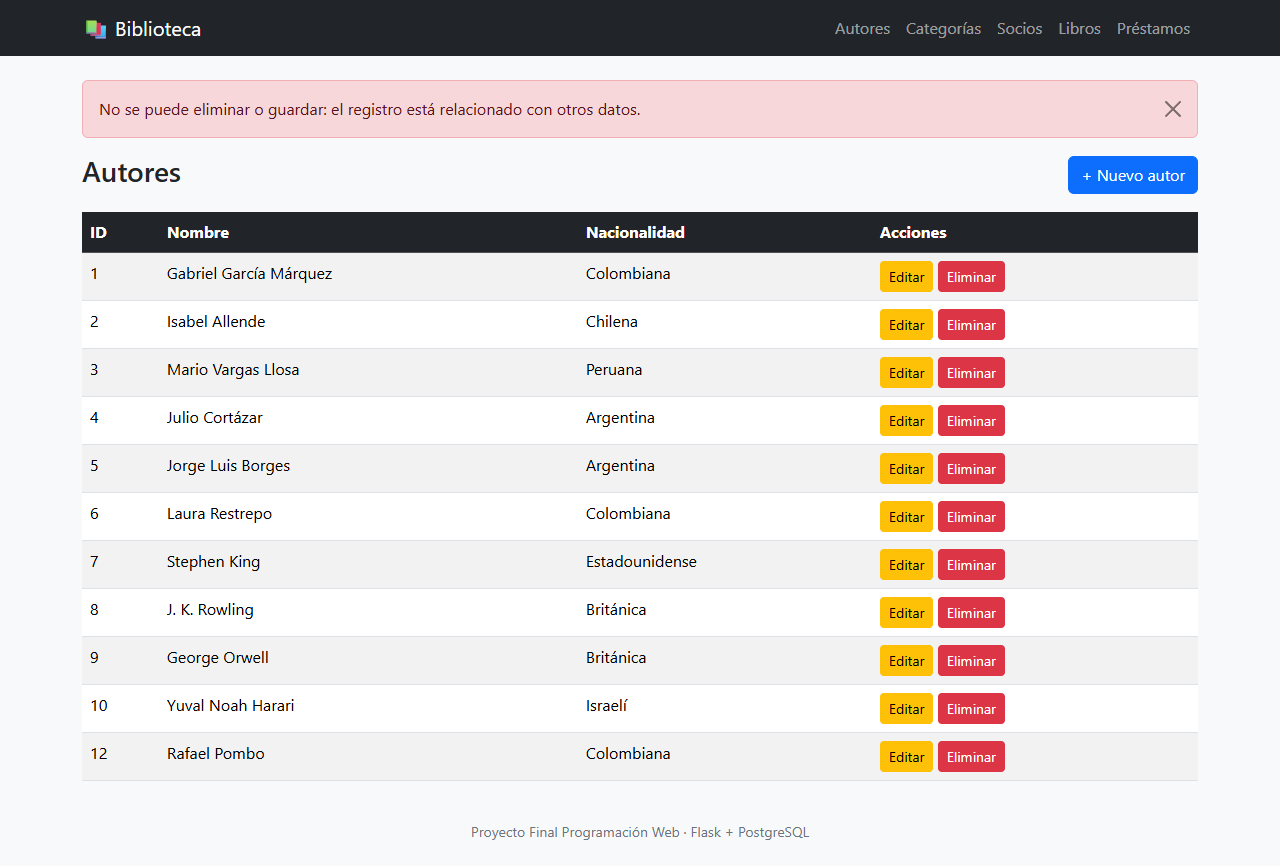 Biblioteca Autores Categorías Socios Libros Préstamos
No se puede eliminar o guardar: el registro está relacionado con otros datos.
Autores + Nuevo autor
ID Nombre Nacionalidad Acciones
1 Gabriel García Márquez Colombiana Editar Eliminar
2 Isabel Allende Chilena Editar Eliminar
3 Mario Vargas Llosa Peruana Editar Eliminar
4 Julio Cortázar Argentina Editar Eliminar
5 Jorge Luis Borges Argentina Editar Eliminar
6 Laura Restrepo Colombiana Editar Eliminar
7 Stephen King Estadounidense Editar Eliminar
8 J. K. Rowling Británica Editar Eliminar
9 George Orwell Británica Editar Eliminar
10 Yuval Noah Harari Israelí Editar Eliminar
12 Rafael Pombo Colombiana Editar Eliminar
Proyecto Final Programación Web · Flask + PostgreSQL